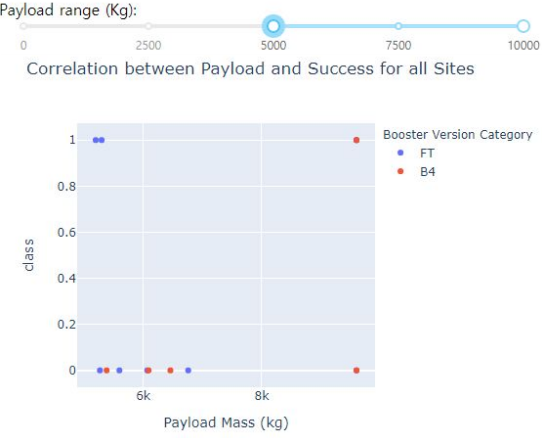 Payload range (Kg):
0 2500 5000 7500 10000
Correlation between Payload and Success for all Sites
Booster Version Category
FT
B4
1
0.8
0.6
0.4
0.2
0
class
6k 8k
Payload Mass (kg)